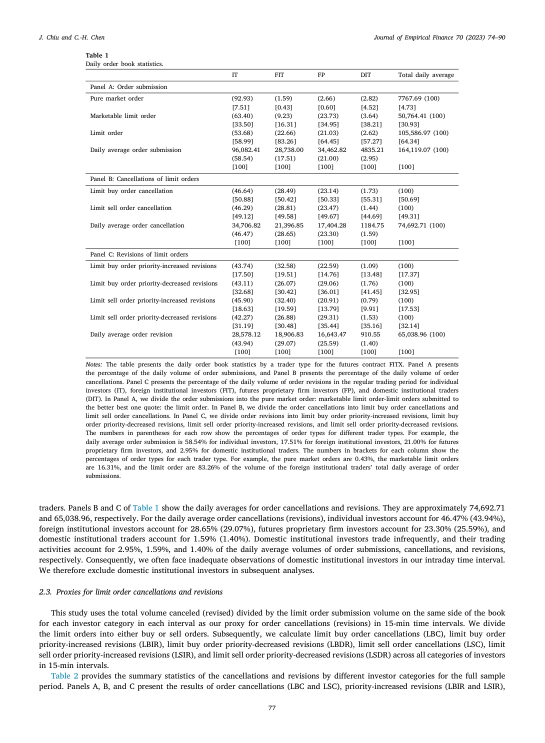 J. Chiu and C.-H. Chen Journal of Empirical Finance 70 (2023) 74–90
Table 1
Daily order book statistics.
IT FIT FP DIT Total daily average
Panel A: Order submission
Pure market order (92.93) (1.59) (2.66) (2.82) 7767.69 (100)
[7.51] [0.43] [0.60] [4.52] [4.73]
Marketable limit order (63.40) (9.23) (23.73) (3.64) 50,764.41 (100)
[33.50] [16.31] [34.95] [38.21] [30.93]
Limit order (53.68) (22.66) (21.03) (2.62) 105,586.97 (100)
[58.99] [83.26] [64.45] [57.27] [64.34]
Daily average order submission 96,082.41 28,738.00 34,462.82 4835.21 164,119.07 (100)
(58.54) (17.51) (21.00) (2.95)
[100] [100] [100] [100] [100]
Panel B: Cancellations of limit orders
Limit buy order cancellation (46.64) (28.49) (23.14) (1.73) (100)
[50.88] [50.42] [50.33] [55.31] [50.69]
Limit sell order cancellation (46.29) (28.81) (23.47) (1.44) (100)
[49.12] [49.58] [49.67] [44.69] [49.31]
Daily average order cancellation 34,706.82 21,396.85 17,404.28 1184.75 74,692.71 (100)
(46.47) (28.65) (23.30) (1.59)
[100] [100] [100] [100] [100]
Panel C: Revisions of limit orders
Limit buy order priority-increased revisions (43.74) (32.58) (22.59) (1.09) (100)
[17.50] [19.51] [14.76] [13.48] [17.37]
Limit buy order priority-decreased revisions (43.11) (26.07) (29.06) (1.76) (100)
[32.68] [30.42] [36.01] [41.45] [32.95]
Limit sell order priority-increased revisions (45.90) (32.40) (20.91) (0.79) (100)
[18.63] [19.59] [13.79] [9.91] [17.53]
Limit sell order priority-decreased revisions (42.27) (26.88) (29.31) (1.53) (100)
[31.19] [30.48] [35.44] [35.16] [32.14]
Daily average order revision 28,578.12 18,906.83 16,643.47 910.55 65,038.96 (100)
(43.94) (29.07) (25.59) (1.40)
[100] [100] [100] [100] [100]
Notes: The table presents the daily order book statistics by a trader type for the futures contract FITX. Panel A presents
the percentage of the daily volume of order submissions, and Panel B presents the percentage of the daily volume of order
cancellations. Panel C presents the percentage of the daily volume of order revisions in the regular trading period for individual
investors (IT), foreign institutional investors (FIT), futures proprietary firm investors (FP), and domestic institutional traders
(DIT). In Panel A, we divide the order submissions into the pure market order: marketable limit order-limit orders submitted to
the better best one quote: the limit order. In Panel B, we divide the order cancellations into limit buy order cancellations and
limit sell order cancellations. In Panel C, we divide order revisions into limit buy order priority-increased revisions, limit buy
order priority-decreased revisions, limit sell order priority-increased revisions, and limit sell order priority-decreased revisions.
The numbers in parentheses for each row show the percentages of order types for different trader types. For example, the
daily average order submission is 58.54% for individual investors, 17.51% for foreign institutional investors, 21.00% for futures
proprietary firm investors, and 2.95% for domestic institutional traders. The numbers in brackets for each column show the
percentages of order types for each trader type. For example, the pure market orders are 0.43%, the marketable limit orders
are 16.31%, and the limit order are 83.26% of the volume of the foreign institutional traders' total daily average of order
submissions.
traders. Panels B and C of Table 1 show the daily averages for order cancellations and revisions. They are approximately 74,692.71
and 65,038.96, respectively. For the daily average order cancellations (revisions), individual investors account for 46.47% (43.94%),
foreign institutional investors account for 28.65% (29.07%), futures proprietary firm investors account for 23.30% (25.59%), and
domestic institutional traders account for 1.59% (1.40%). Domestic institutional investors trade infrequently, and their trading
activities account for 2.95%, 1.59%, and 1.40% of the daily average volumes of order submissions, cancellations, and revisions,
respectively. Consequently, we often face inadequate observations of domestic institutional investors in our intraday time interval.
We therefore exclude domestic institutional investors in subsequent analyses.
2.3. Proxies for limit order cancellations and revisions
This study uses the total volume canceled (revised) divided by the limit order submission volume on the same side of the book
for each investor category in each interval as our proxy for order cancellations (revisions) in 15-min time intervals. We divide
the limit orders into either buy or sell orders. Subsequently, we calculate limit buy order cancellations (LBC), limit buy order
priority-increased revisions (LBIR), limit buy order priority-decreased revisions (LBDR), limit sell order cancellations (LSC), limit
sell order priority-increased revisions (LSIR), and limit sell order priority-decreased revisions (LSDR) across all categories of investors
in 15-min intervals.
Table 2 provides the summary statistics of the cancellations and revisions by different investor categories for the full sample
period. Panels A, B, and C present the results of order cancellations (LBC and LSC), priority-increased revisions (LBIR and LSIR),
77